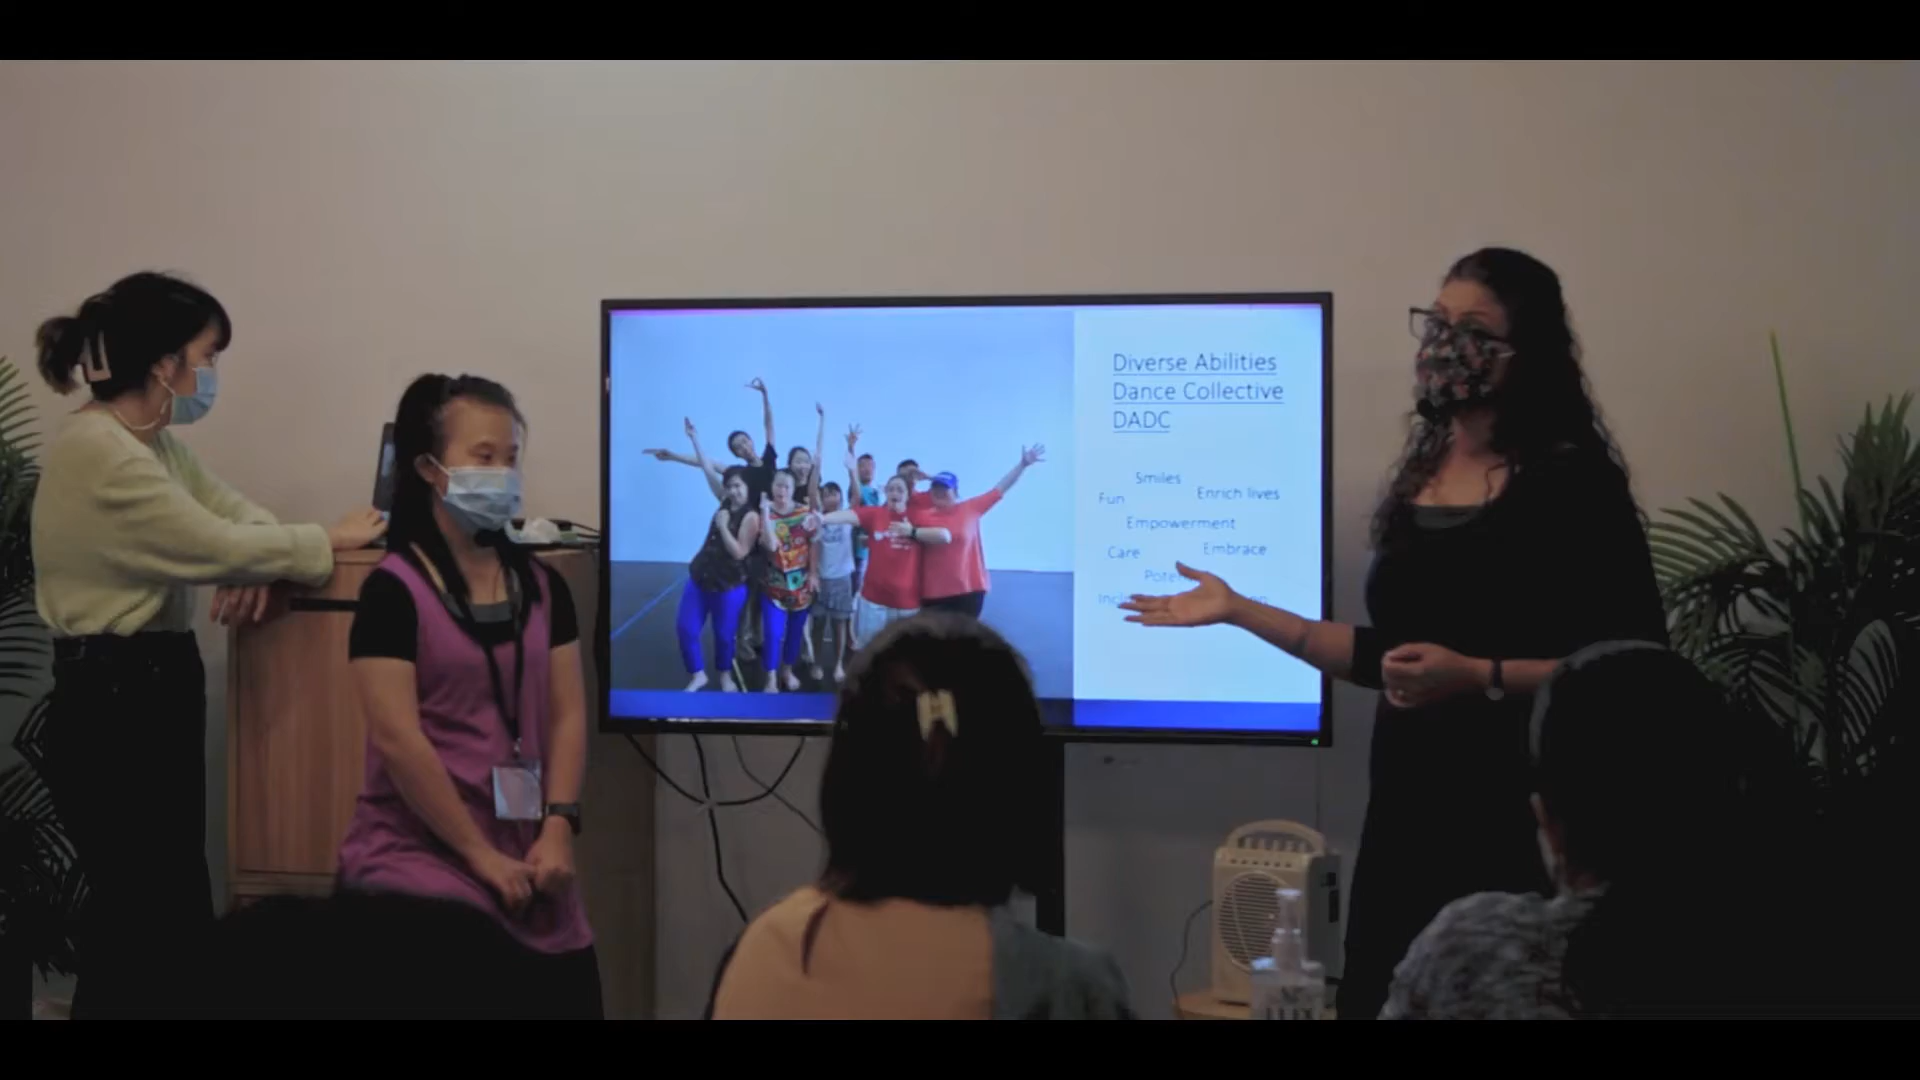 Diverse Abilities
Dance Collective
DADC
Smiles
Fun
Enrich lives
Empowerment
Care
Embrace